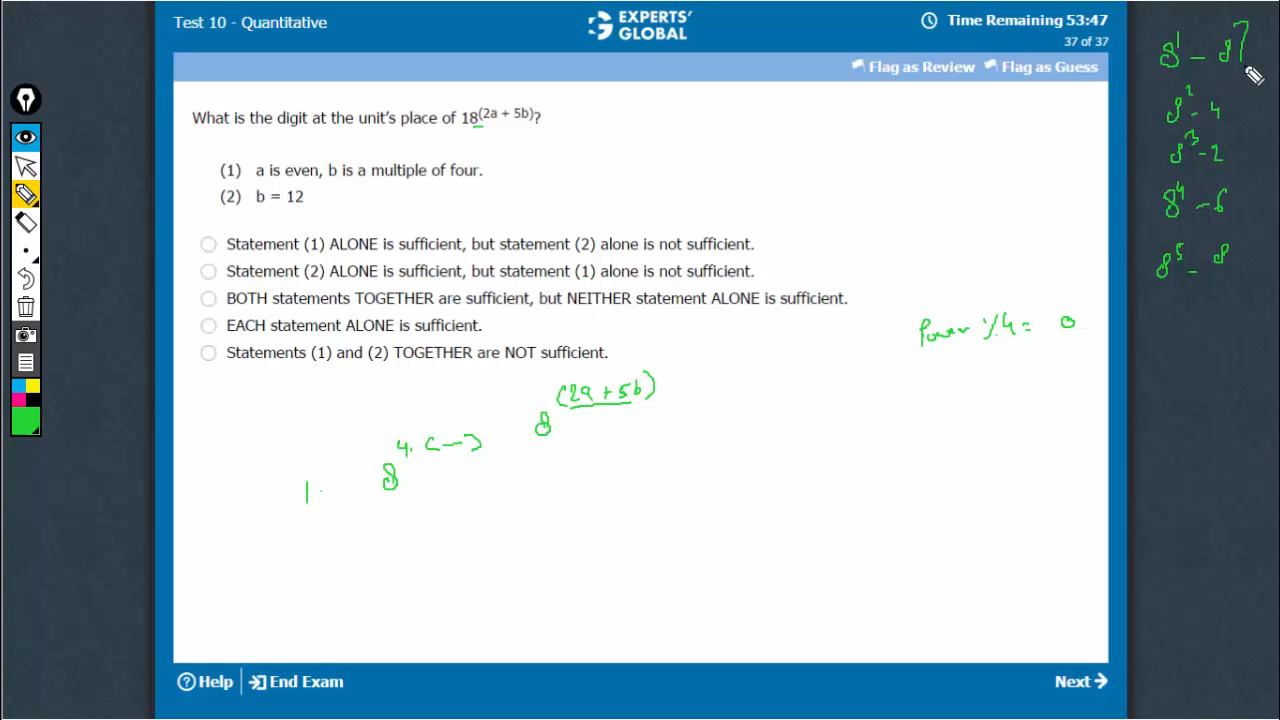 Test 10 - Quantitative
EXPERTS' GLOBAL
Time Remaining 53:47
37 of 37
Flag as Review
Flag as Guess
What is the digit at the unit's place of 18^(2a + 5b)?
(1) a is even, b is a multiple of four.
(2) b = 12
Statement (1) ALONE is sufficient, but statement (2) alone is not sufficient.
Statement (2) ALONE is sufficient, but statement (1) alone is not sufficient.
BOTH statements TOGETHER are sufficient, but NEITHER statement ALONE is sufficient.
EACH statement ALONE is sufficient.
Statements (1) and (2) TOGETHER are NOT sufficient.
8^1 - 8
8^2 - 4
8^3 - 2
8^4 - 6
8^5 - 8
Power % 4 = 0
8^(2a + 5b)
8^4.(—)
1.
Help
End Exam
Next